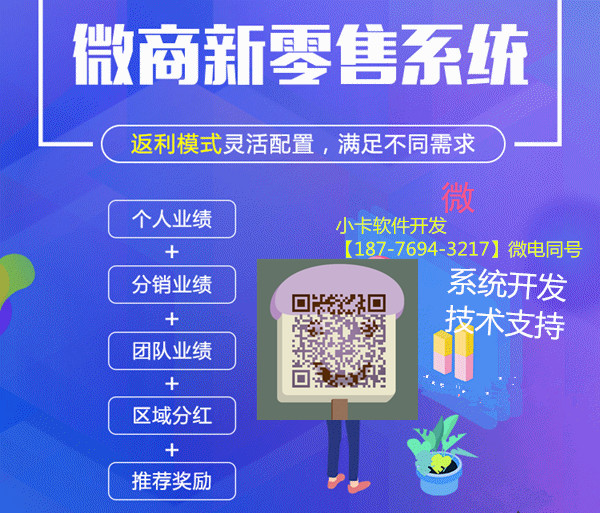 微商新零售系统
返利模式灵活配置，满足不同需求
个人业绩
+
分销业绩
+
团队业绩
+
区域分红
+
推荐奖励
微
小卡软件开发
【187-7694-3217】微电同号
系统开发
技术支持